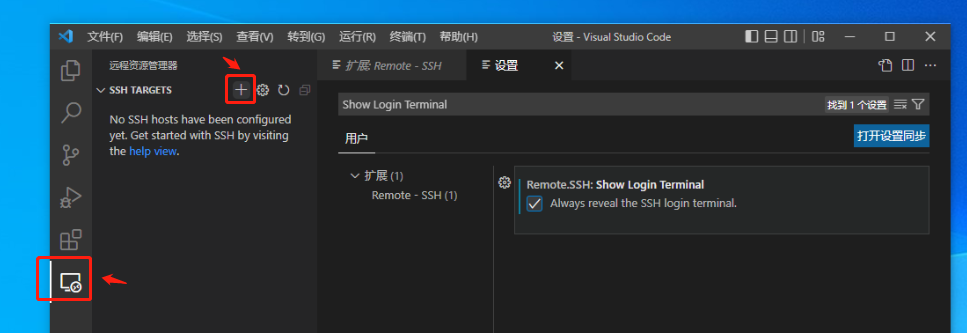 文件(F) 编辑(E) 选择(S) 查看(V) 转到(G) 运行(R) 终端(T) 帮助(H) 设置 - Visual Studio Code
远程资源管理器
扩展: Remote - SSH
设置
SSH TARGETS
No SSH hosts have been configured
yet. Get started with SSH by visiting
the help view.
Show Login Terminal
找到 1 个设置
用户
打开设置同步
扩展 (1)
Remote - SSH (1)
Remote.SSH: Show Login Terminal
Always reveal the SSH login terminal.